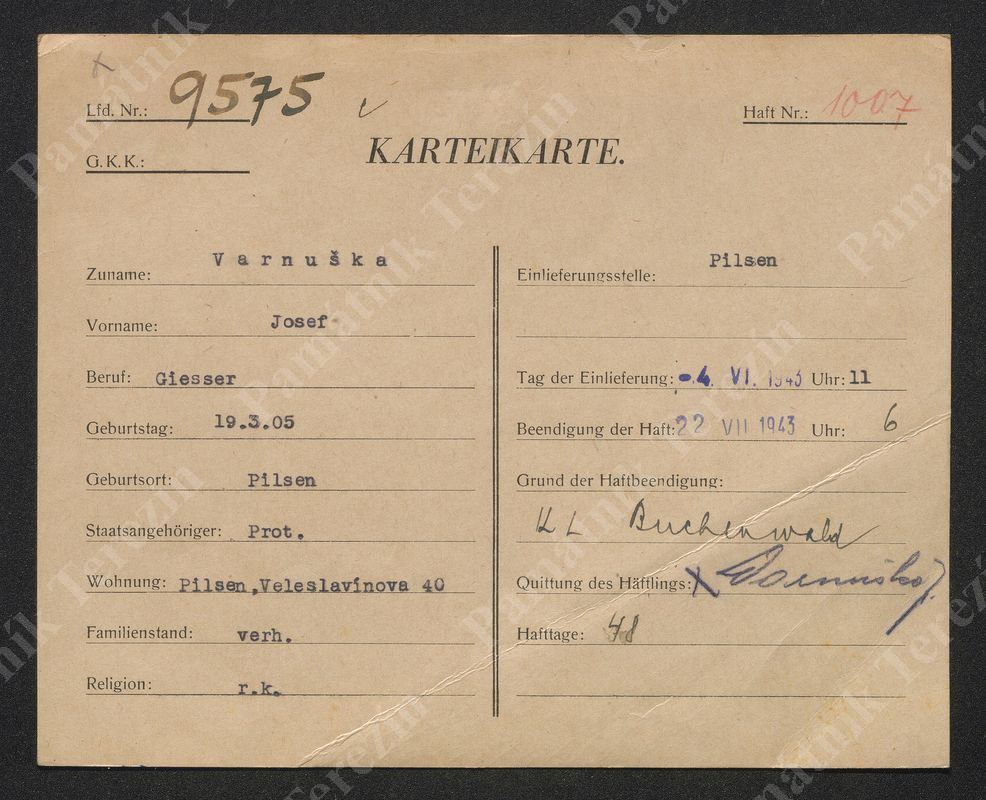 Lfd. Nr.: 9575
Haft Nr.: 1007
G.K.K.:
KARTEIKARTE.
Zuname: Varnuška
Vorname: Josef
Beruf: Giesser
Geburtstag: 19.3.05
Geburtsort: Pilsen
Staatsangehöriger: Prot.
Wohnung: Pilsen,Veleslavínova 40
Familienstand: verh.
Religion: r.k.
Einlieferungsstelle: Pilsen
Tag der Einlieferung: -4. VI. 1943 Uhr: 11
Beendigung der Haft: 22 VII 1943 Uhr: 6
Grund der Haftbeendigung:
KL Buchenwald
Quittung des Häftlings: X Varnuška J.
Hafttage: 48
Památník Terezín